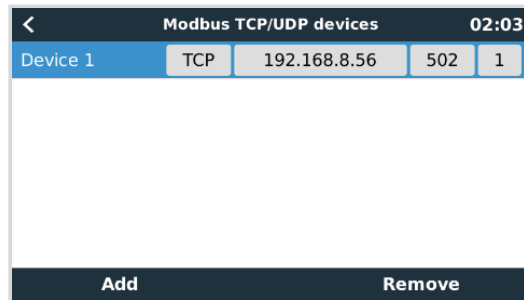 Modbus TCP/UDP devices 02:03
Device 1 TCP 192.168.8.56 502 1
Add Remove